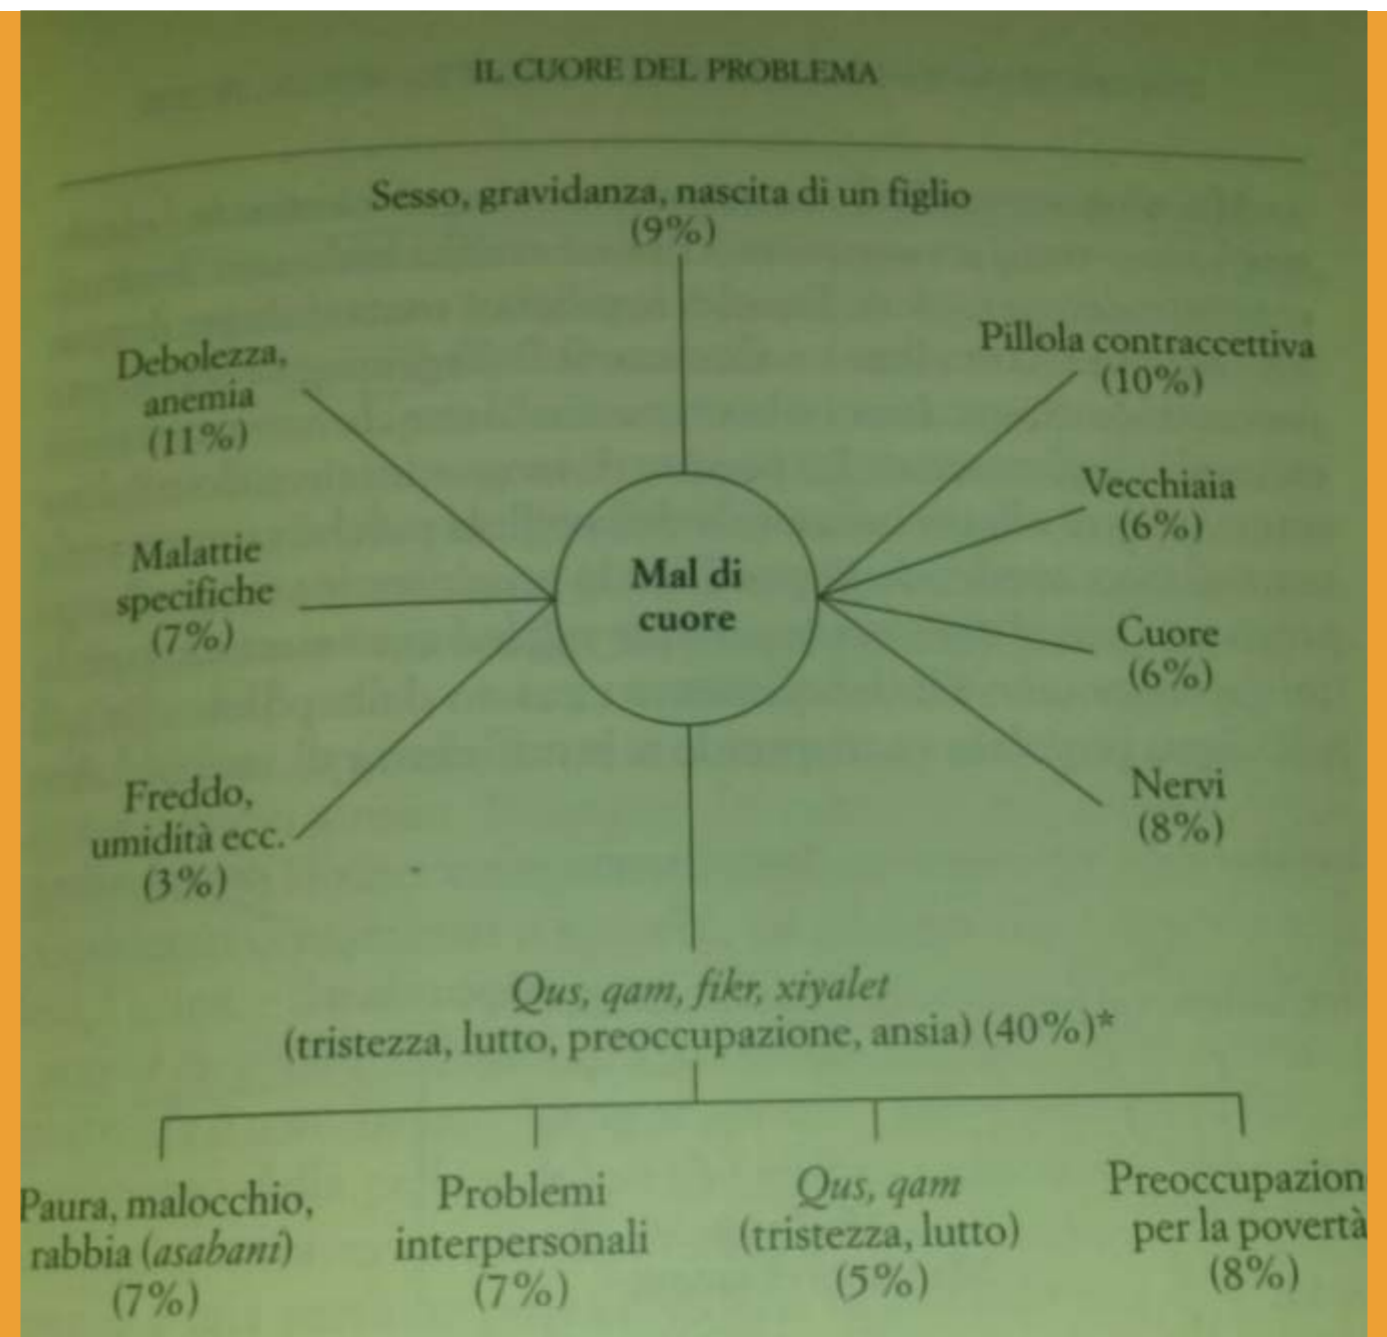 IL CUORE DEL PROBLEMA
Sesso, gravidanza, nascita di un figlio
(9%)
Debolezza,
anemia
(11%)
Pillola contraccettiva
(10%)
Vecchiaia
(6%)
Malattie
specifiche
(7%)
Mal di
cuore
Cuore
(6%)
Freddo,
umidità ecc.
(3%)
Nervi
(8%)
Qus, qam, fikr, xiyalet
(tristezza, lutto, preoccupazione, ansia) (40%)*
Paura, malocchio,
rabbia (asabani)
(7%)
Problemi
interpersonali
(7%)
Qus, qam
(tristezza, lutto)
(5%)
Preoccupazion
per la povertà
(8%)